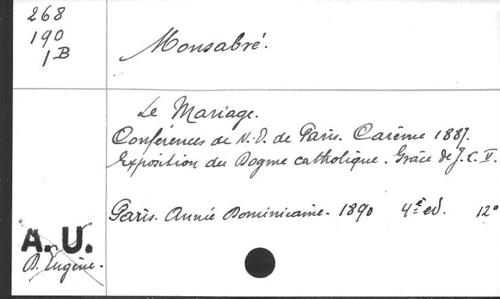 268
190
1B
Monsabré.
Le Mariage.
Conférences de N.-D. de Paris. Carême 1887.
Exposition du Dogme catholique. Grâce de J.C. V.
Paris. Année Dominicaine. 1890 4e ed. 12°
A.U.
B. Eugène.